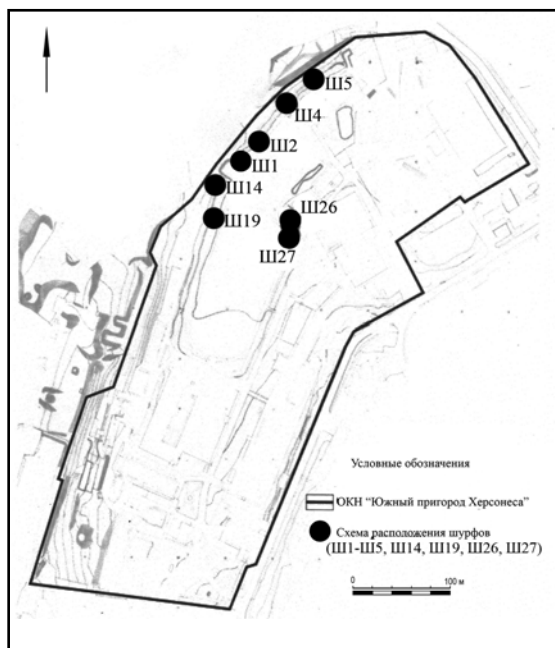 Ш5
Ш4
Ш2
Ш1
Ш14
Ш19
Ш26
Ш27
Условные обозначения
ОКН “Южный пригород Херсонеса”
Схема расположения шурфов
(Ш1-Ш5, Ш14, Ш19, Ш26, Ш27)
0
100 м